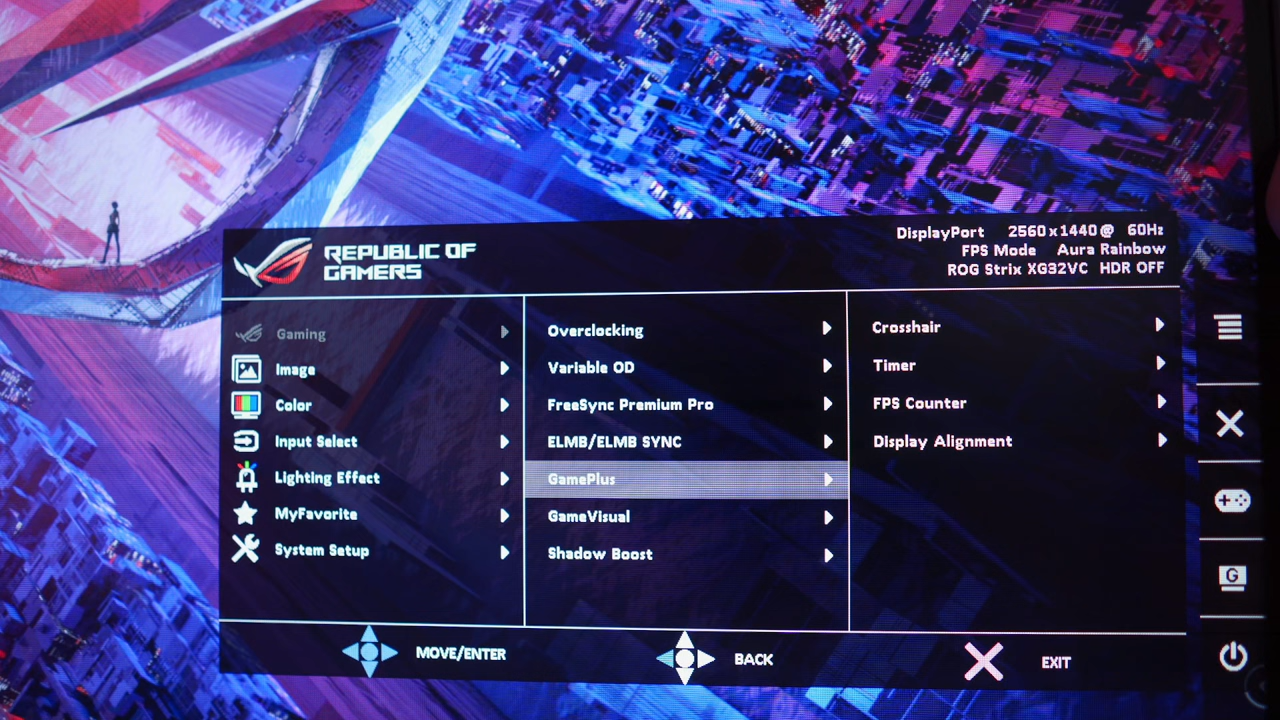 REPUBLIC OF
GAMERS
DisplayPort 2560x1440@ 60Hz
FPS Mode Aura Rainbow
ROG Strix XG32VC HDR OFF
Gaming
Image
Color
Input Select
Lighting Effect
MyFavorite
System Setup
Overclocking
Variable OD
FreeSync Premium Pro
ELMB/ELMB SYNC
GamePlus
GameVisual
Shadow Boost
Crosshair
Timer
FPS Counter
Display Alignment
G
MOVE/ENTER
BACK
EXIT